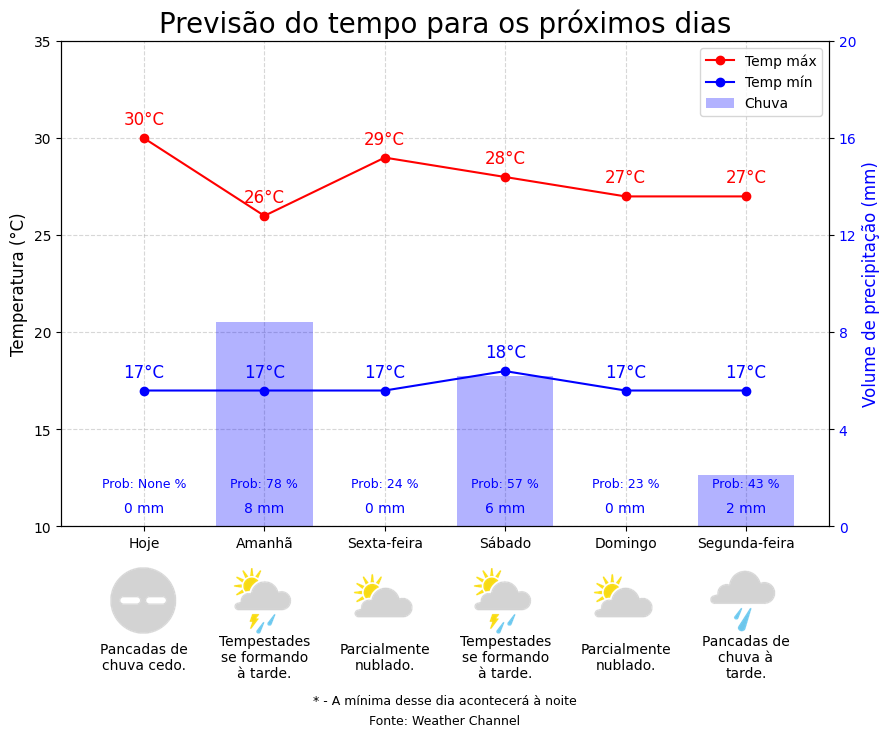 Previsão do tempo para os próximos dias
Temp máx
Temp mín
Chuva
Temperatura (°C)
Volume de precipitação (mm)
35
30
25
20
15
10
20
16
12
8
4
0
30°C
26°C
29°C
28°C
27°C
27°C
17°C
17°C
17°C
18°C
17°C
17°C
Prob: None %
Prob: 78 %
Prob: 24 %
Prob: 57 %
Prob: 23 %
Prob: 43 %
0 mm
8 mm
0 mm
6 mm
0 mm
2 mm
Hoje
Amanhã
Sexta-feira
Sábado
Domingo
Segunda-feira
Pancadas de
chuva cedo.
Tempestades
se formando
à tarde.
Parcialmente
nublado.
Tempestades
se formando
à tarde.
Parcialmente
nublado.
Pancadas de
chuva à
tarde.
* - A mínima desse dia acontecerá à noite
Fonte: Weather Channel